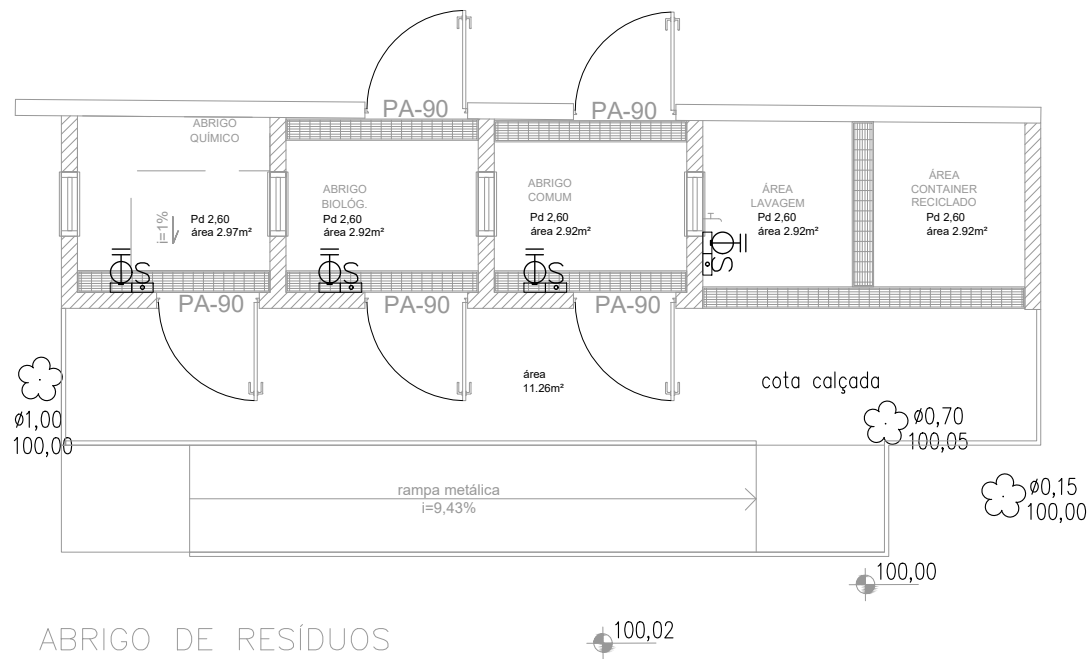 PA-90
PA-90
ABRIGO
QUÍMICO
i=1%
Pd 2,60
área 2.97m²
ABRIGO
BIOLÓG.
Pd 2,60
área 2.92m²
ABRIGO
COMUM
Pd 2,60
área 2.92m²
ÁREA
LAVAGEM
Pd 2,60
área 2.92m²
ÁREA
CONTAINER
RECICLADO
Pd 2,60
área 2.92m²
S
S
S
S
PA-90
PA-90
PA-90
área
11.26m²
cota calçada
ø1,00
100,00
ø0,70
100,05
ø0,15
100,00
rampa metálica
i=9,43%
100,00
100,02
ABRIGO DE RESÍDUOS